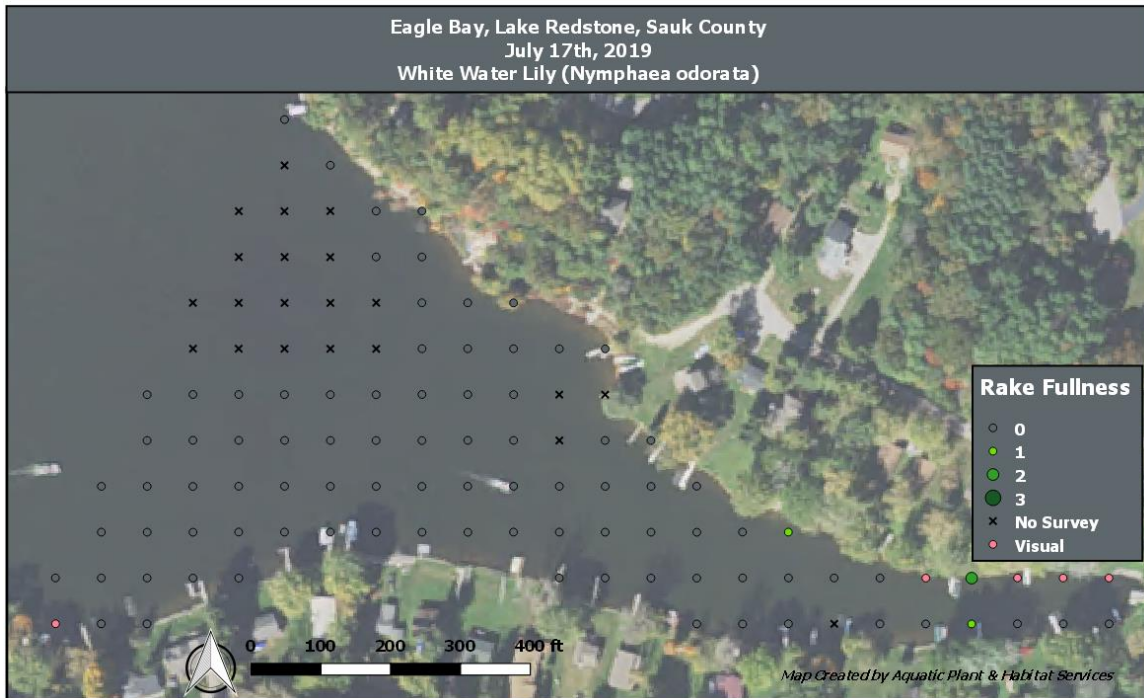 Eagle Bay, Lake Redstone, Sauk County
July 17th, 2019
White Water Lily (Nymphaea odorata)
Rake Fullness
0
1
2
3
No Survey
Visual
0 100 200 300 400 ft
Map Created by Aquatic Plant & Habitat Services